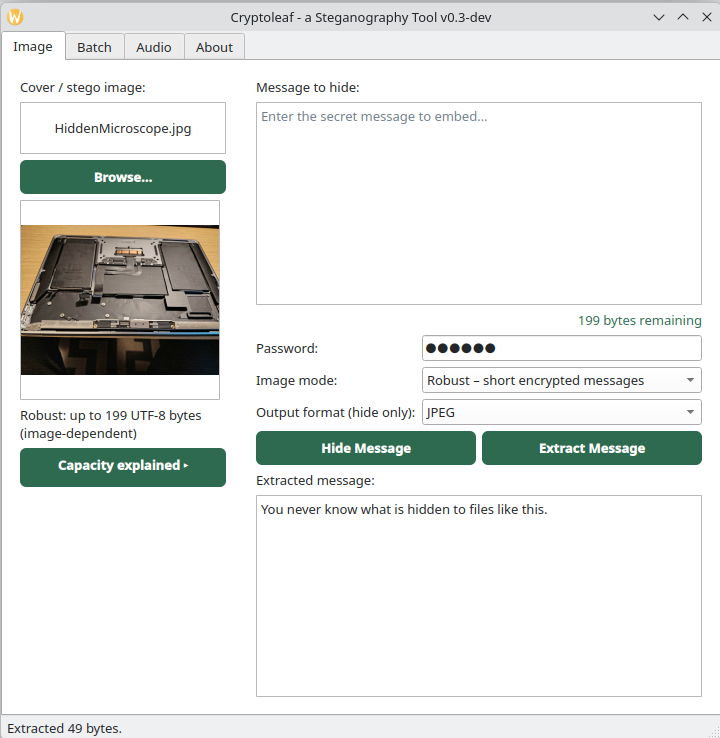 Cryptoleaf - a Steganography Tool v0.3-dev
Image
Batch
Audio
About
Cover / stego image:
HiddenMicroscope.jpg
Browse...
Robust: up to 199 UTF-8 bytes
(image-dependent)
Capacity explained ▸
Message to hide:
Enter the secret message to embed...
199 bytes remaining
Password:
●●●●●●
Image mode:
Robust – short encrypted messages
Output format (hide only):
JPEG
Hide Message
Extract Message
Extracted message:
You never know what is hidden to files like this.
Extracted 49 bytes.